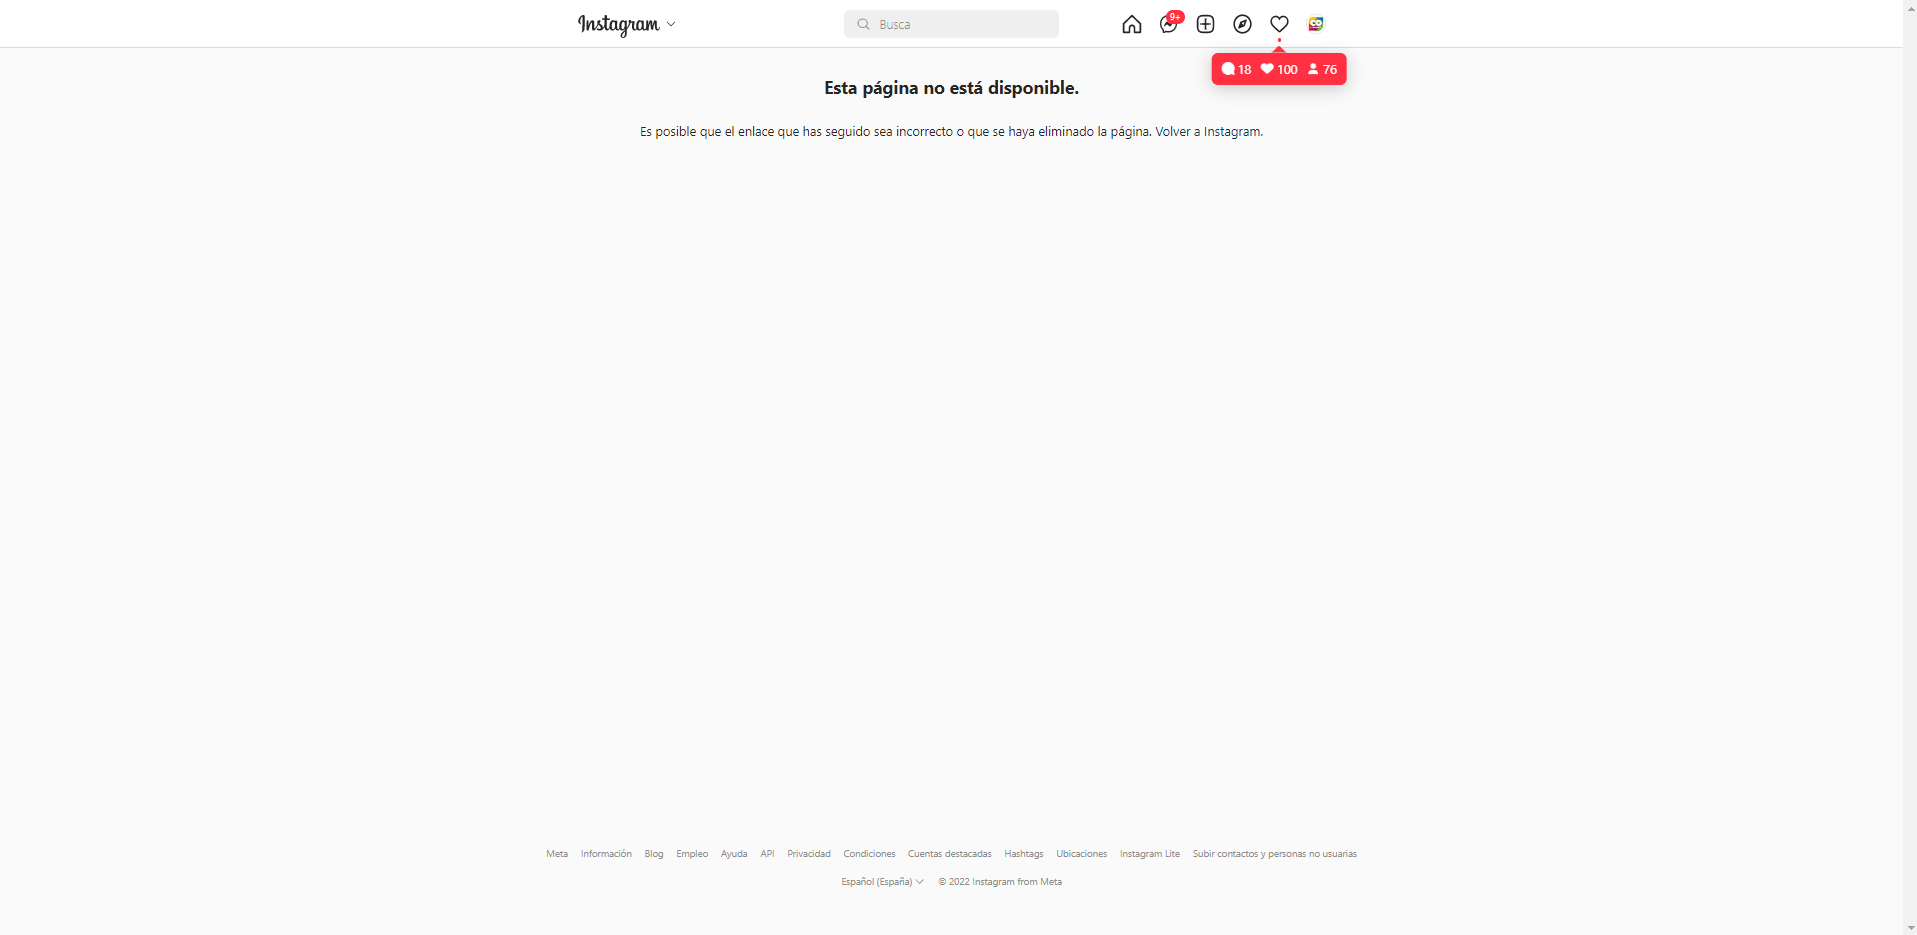 Instagram
Busca
9+
18 100 76
Esta página no está disponible.
Es posible que el enlace que has seguido sea incorrecto o que se haya eliminado la página. Volver a Instagram.
Meta Información Blog Empleo Ayuda API Privacidad Condiciones Cuentas destacadas Hashtags Ubicaciones Instagram Lite Subir contactos y personas no usuarias
Español (España) © 2022 Instagram from Meta